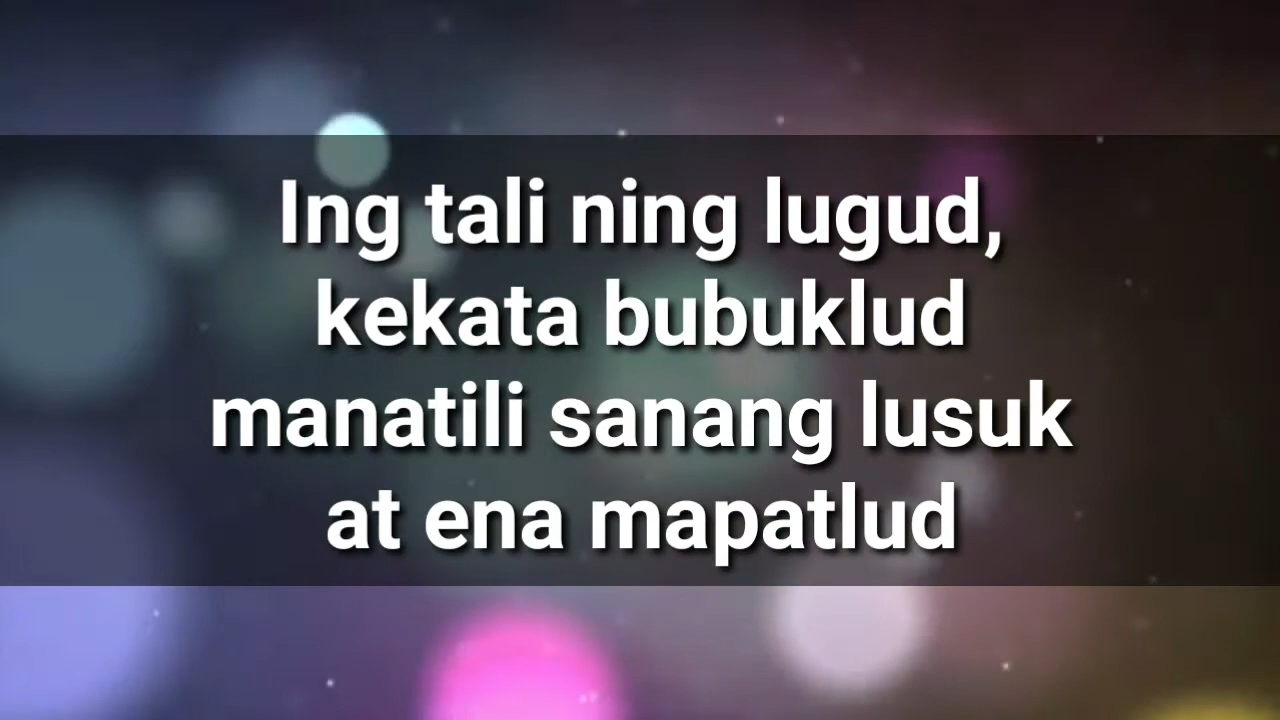 Ing tali ning lugud,
kekata bubuklud
manatili sanang lusuk
at ena mapatlud